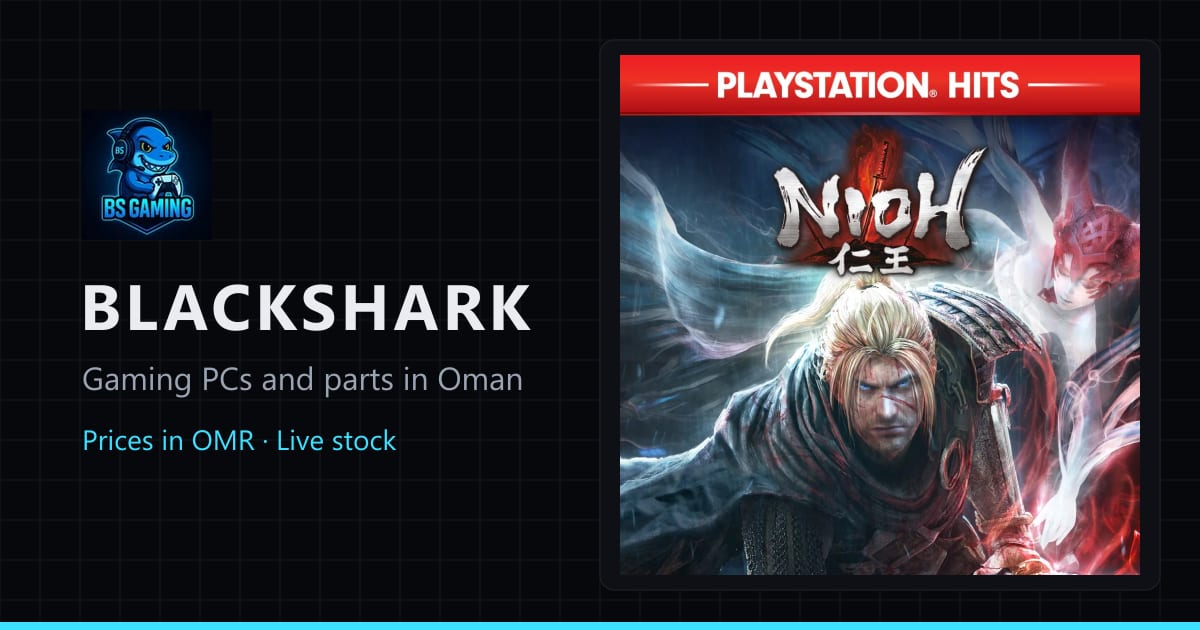 BS
BS GAMING
BLACKSHARK
Gaming PCs and parts in Oman
Prices in OMR · Live stock
PLAYSTATION® HITS
NIOH
仁王